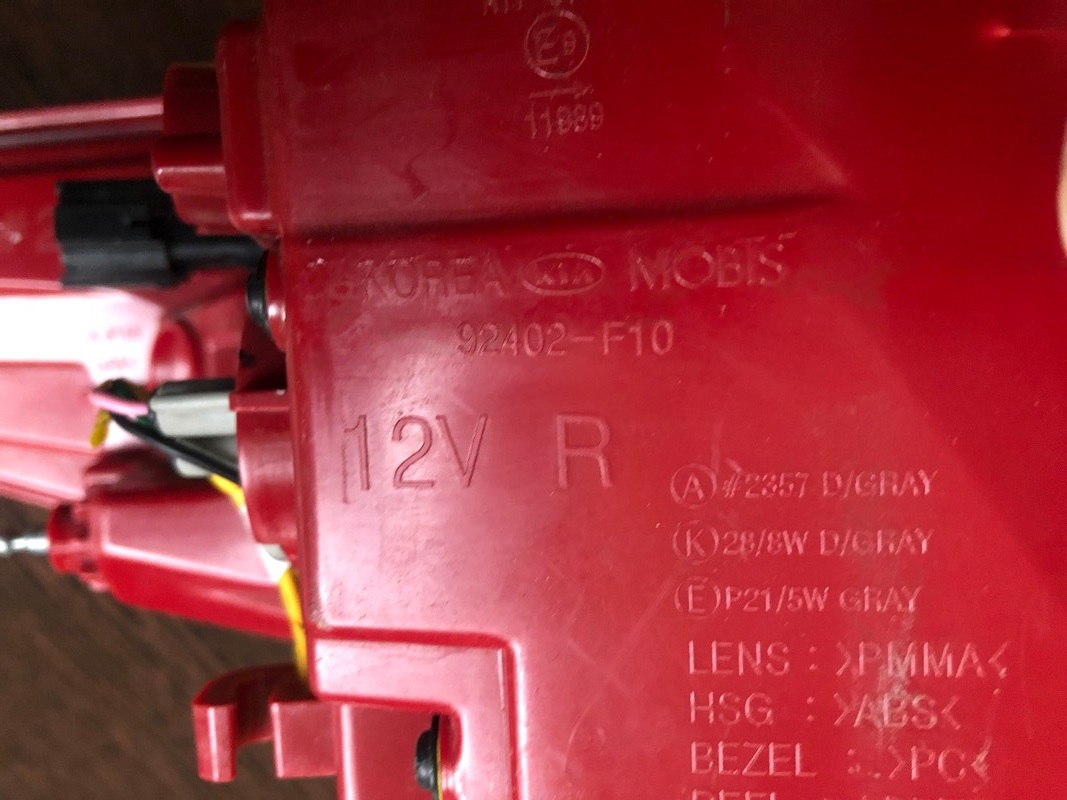 E9
11989
KOREA KIA MOBIS
92402-F10
12V R
(A)#2357 D/GRAY
(K)28/8W D/GRAY
(E)P21/5W GRAY
LENS : >PMMA<
HSG : >ABS<
BEZEL : >PC<